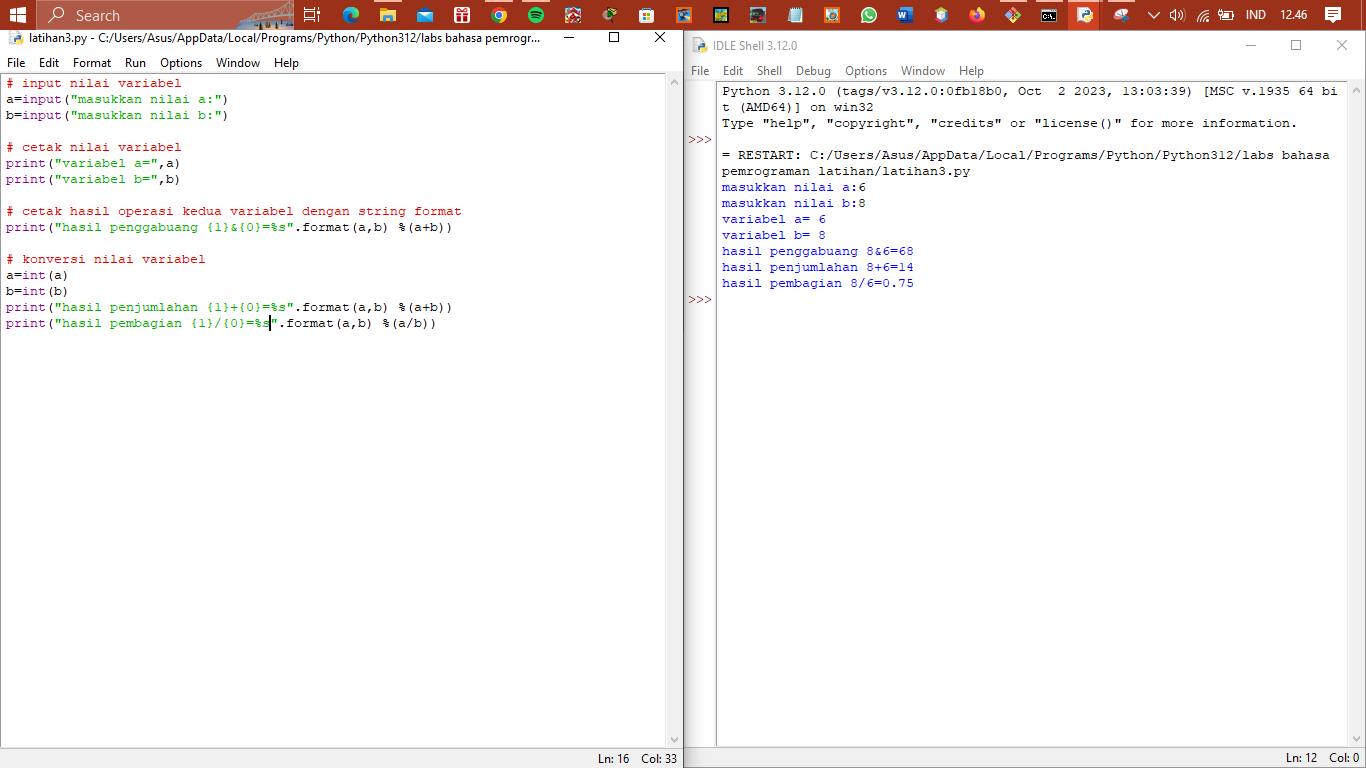 Search
IND
12.46
latihan3.py - C:/Users/Asus/AppData/Local/Programs/Python/Python312/labs bahasa pemrogr...
File Edit Format Run Options Window Help
# input nilai variabel
a=input("masukkan nilai a:")
b=input("masukkan nilai b:")
# cetak nilai variabel
print("variabel a=",a)
print("variabel b=",b)
# cetak hasil operasi kedua variabel dengan string format
print("hasil penggabuang {1}&{0}=%s".format(a,b) %(a+b))
# konversi nilai variabel
a=int(a)
b=int(b)
print("hasil penjumlahan {1}+{0}=%s".format(a,b) %(a+b))
print("hasil pembagian {1}/{0}=%s".format(a,b) %(a/b))
Ln: 16 Col: 33
IDLE Shell 3.12.0
File Edit Shell Debug Options Window Help
Python 3.12.0 (tags/v3.12.0:0fb18b0, Oct  2 2023, 13:03:39) [MSC v.1935 64 bi
t (AMD64)] on win32
Type "help", "copyright", "credits" or "license()" for more information.
>>>
= RESTART: C:/Users/Asus/AppData/Local/Programs/Python/Python312/labs bahasa
pemrograman latihan/latihan3.py
masukkan nilai a:6
masukkan nilai b:8
variabel a= 6
variabel b= 8
hasil penggabuang 8&6=68
hasil penjumlahan 8+6=14
hasil pembagian 8/6=0.75
>>>
Ln: 12 Col: 0